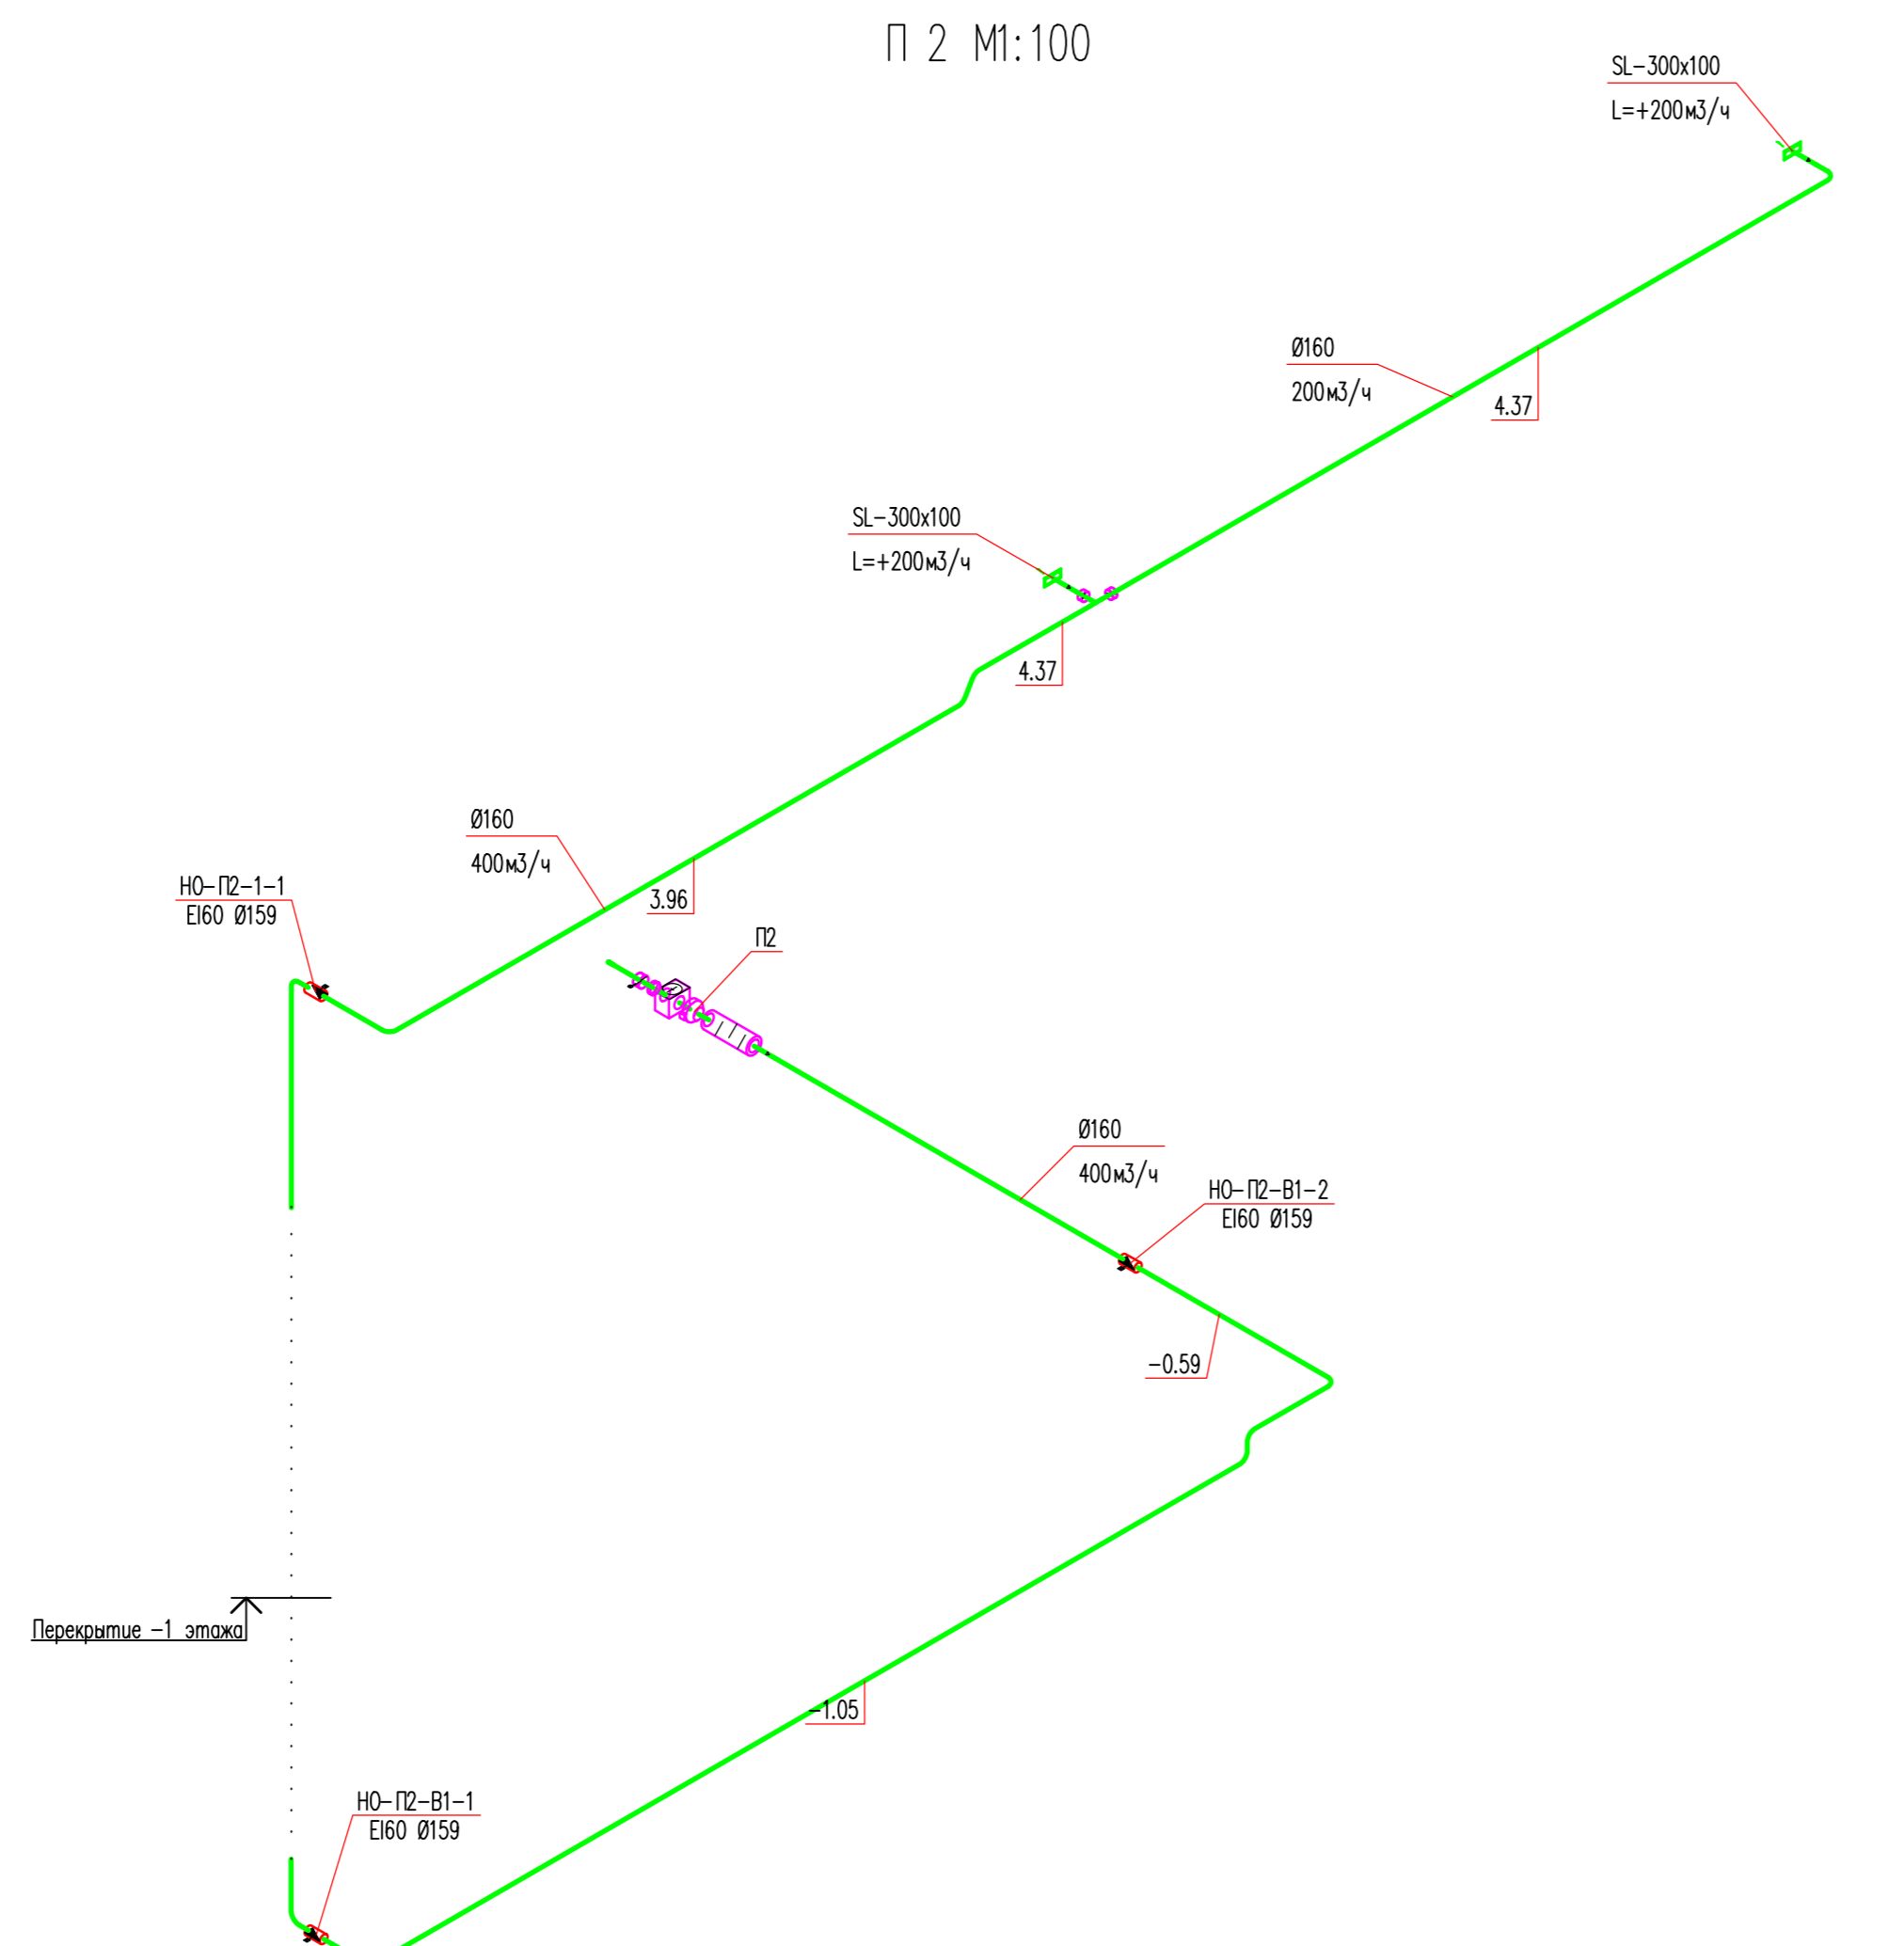 П 2 М1:100
SL-300x100
L=+200м3/ч
Ø160
200м3/ч
4.37
SL-300x100
L=+200м3/ч
4.37
Ø160
400м3/ч
3.96
НО-П2-1-1
EI60 Ø159
П2
Ø160
400м3/ч
НО-П2-В1-2
EI60 Ø159
-0.59
Перекрытие -1 этажа
-1.05
НО-П2-В1-1
EI60 Ø159